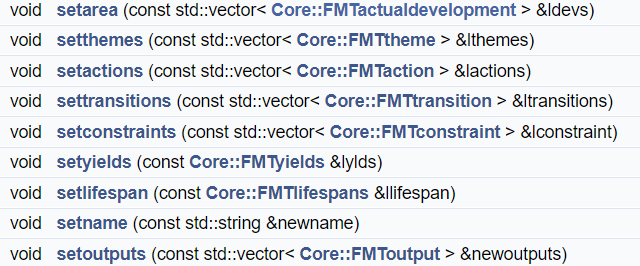 void setarea (const std::vector< Core::FMTactualdevelopment > &ldevs)
void setthemes (const std::vector< Core::FMTtheme > &lthemes)
void setactions (const std::vector< Core::FMTaction > &lactions)
void settransitions (const std::vector< Core::FMTtransition > &ltransitions)
void setconstraints (const std::vector< Core::FMTconstraint > &lconstraint)
void setyields (const Core::FMTyields &lylds)
void setlifespan (const Core::FMTlifespans &llifespan)
void setname (const std::string &newname)
void setoutputs (const std::vector< Core::FMToutput > &newoutputs)